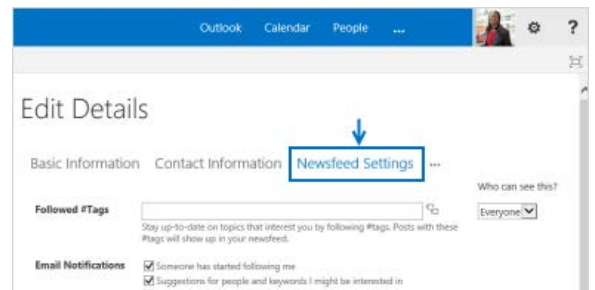 Outlook Calendar People ... ?
Edit Details
Basic Information Contact Information Newsfeed Settings ...
Who can see this?
Followed #Tags Everyone
Stay up-to-date on topics that interest you by following #tags. Posts with these
#tags will show up in your newsfeed.
Email Notifications Someone has started following me
Suggestions for people and keywords I might be interested in